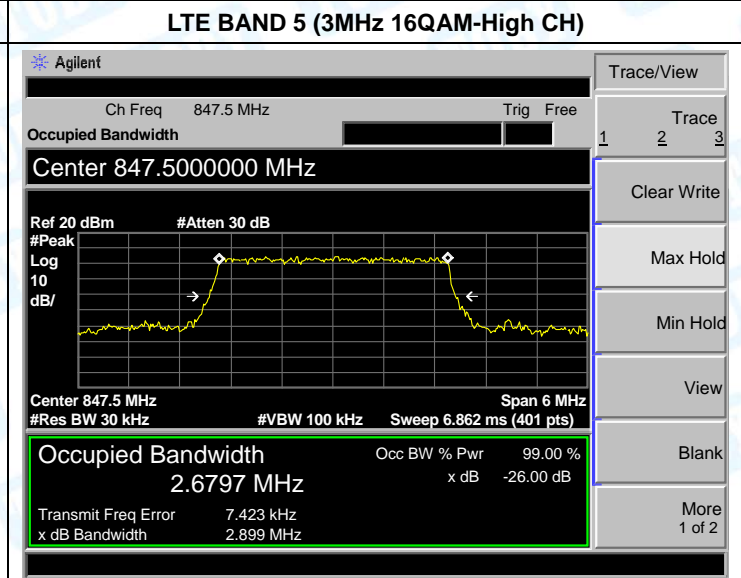 LTE BAND 5 (3MHz 16QAM-High CH)
Agilent
Ch Freq 847.5 MHz Trig Free
Occupied Bandwidth
Center 847.5000000 MHz
Ref 20 dBm #Atten 30 dB
#Peak
Log
10
dB/
Center 847.5 MHz Span 6 MHz
#Res BW 30 kHz #VBW 100 kHz Sweep 6.862 ms (401 pts)
Occupied Bandwidth Occ BW % Pwr 99.00 %
2.6797 MHz x dB -26.00 dB
Transmit Freq Error 7.423 kHz
x dB Bandwidth 2.899 MHz
Trace/View
Trace
1 2 3
Clear Write
Max Hold
Min Hold
View
Blank
More
1 of 2